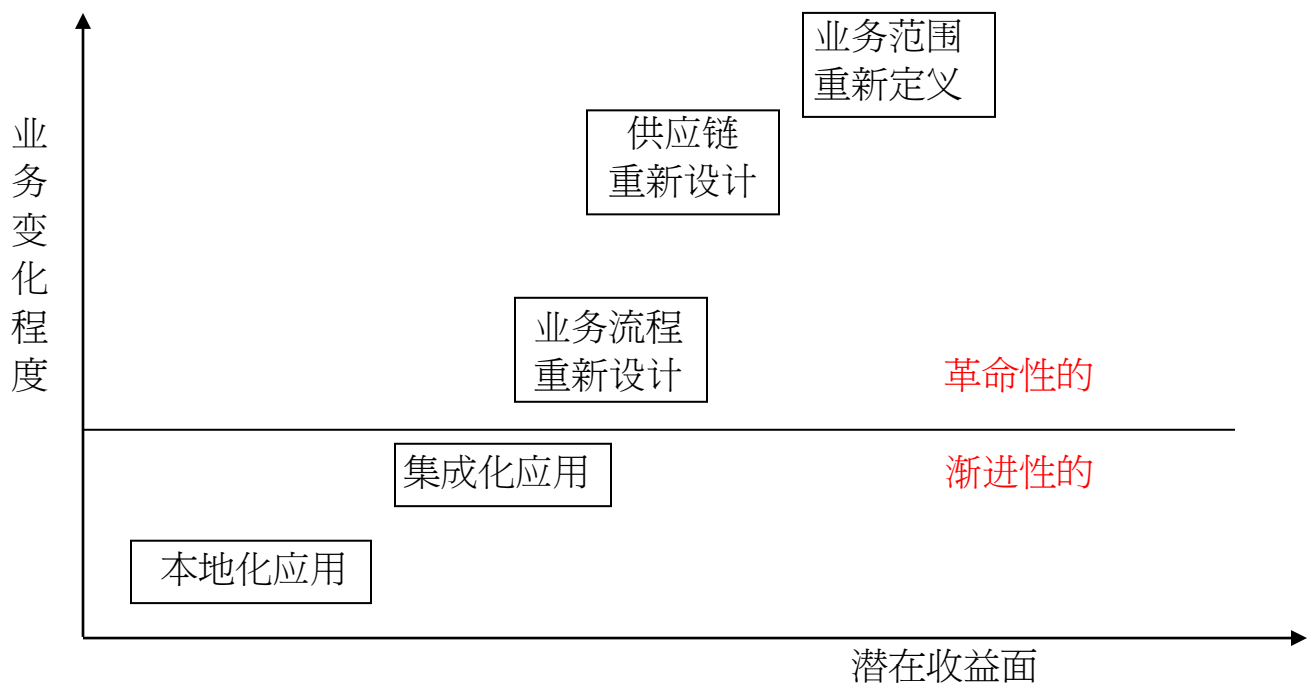 业务范围
重新定义
供应链
重新设计
业务变化程度
业务流程
重新设计
革命性的
集成化应用
渐进性的
本地化应用
潜在收益面